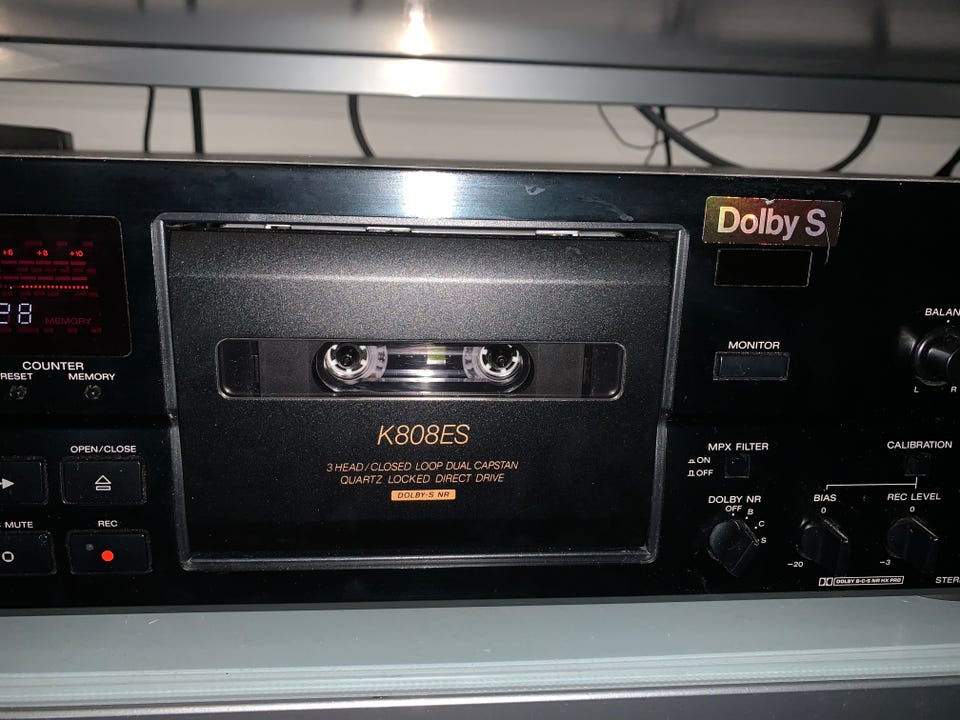 Dolby S
+6 +8 +10
28 MEMORY
COUNTER
RESET MEMORY
OPEN/CLOSE
MUTE
REC
K808ES
3 HEAD/CLOSED LOOP DUAL CAPSTAN
QUARTZ LOCKED DIRECT DRIVE
DOLBY-S NR
MONITOR
BALAN
L R
MPX FILTER
ON
OFF
DOLBY NR
OFF B
C
S
CALIBRATION
BIAS REC LEVEL
0 0
-20 -3
DOLBY B-C-S NR HX PRO
STER